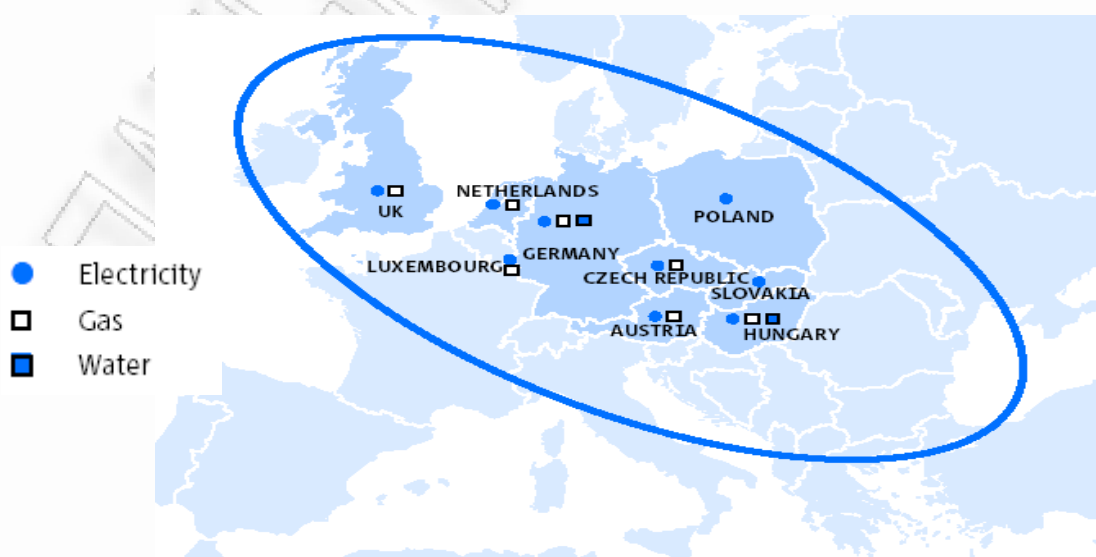 NETHERLANDS
UK
POLAND
GERMANY
LUXEMBOURG
CZECH REPUBLIC
SLOVAKIA
AUSTRIA
HUNGARY
Electricity
Gas
Water